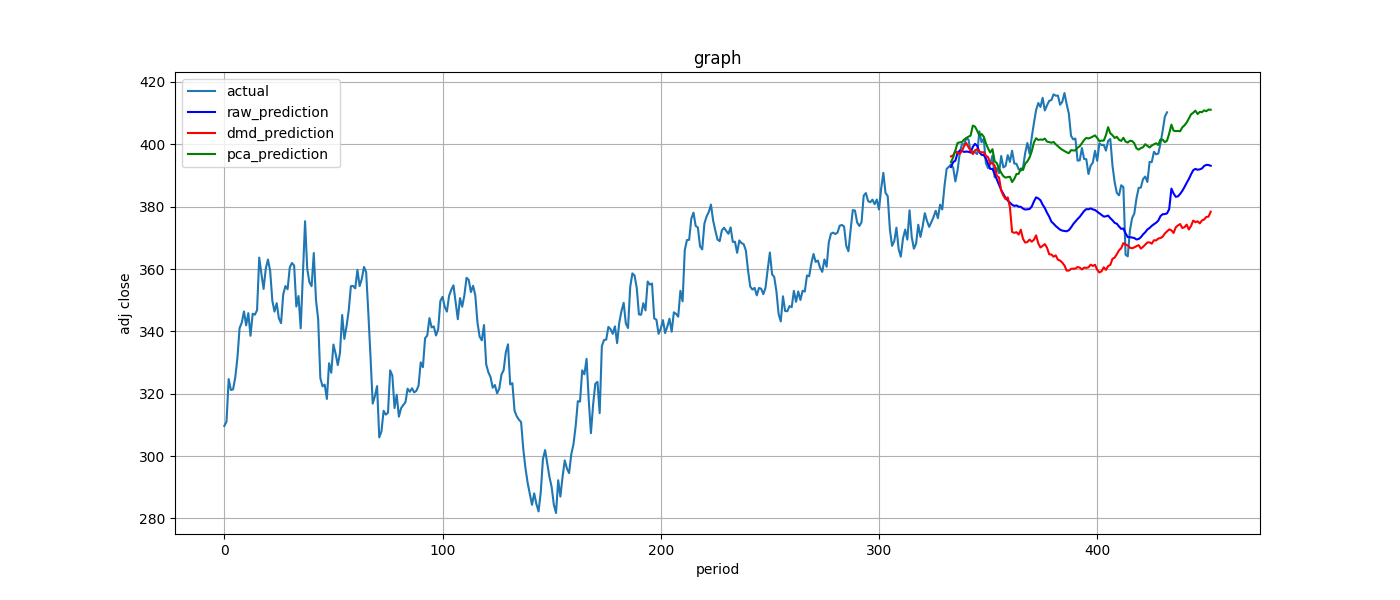 graph
420
400
380
360
340
320
300
280
adj close
actual
raw_prediction
dmd_prediction
pca_prediction
0
100
200
300
400
period